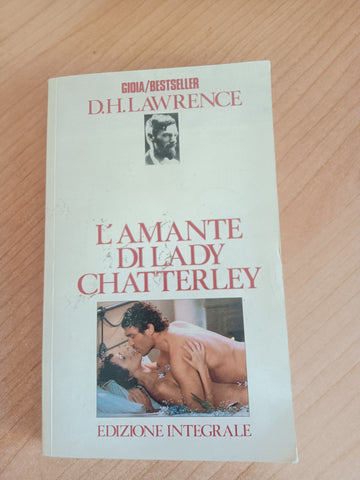 GIOIA/BESTSELLER
D.H. LAWRENCE
L'AMANTE
DI LADY
CHATTERLEY
EDIZIONE INTEGRALE